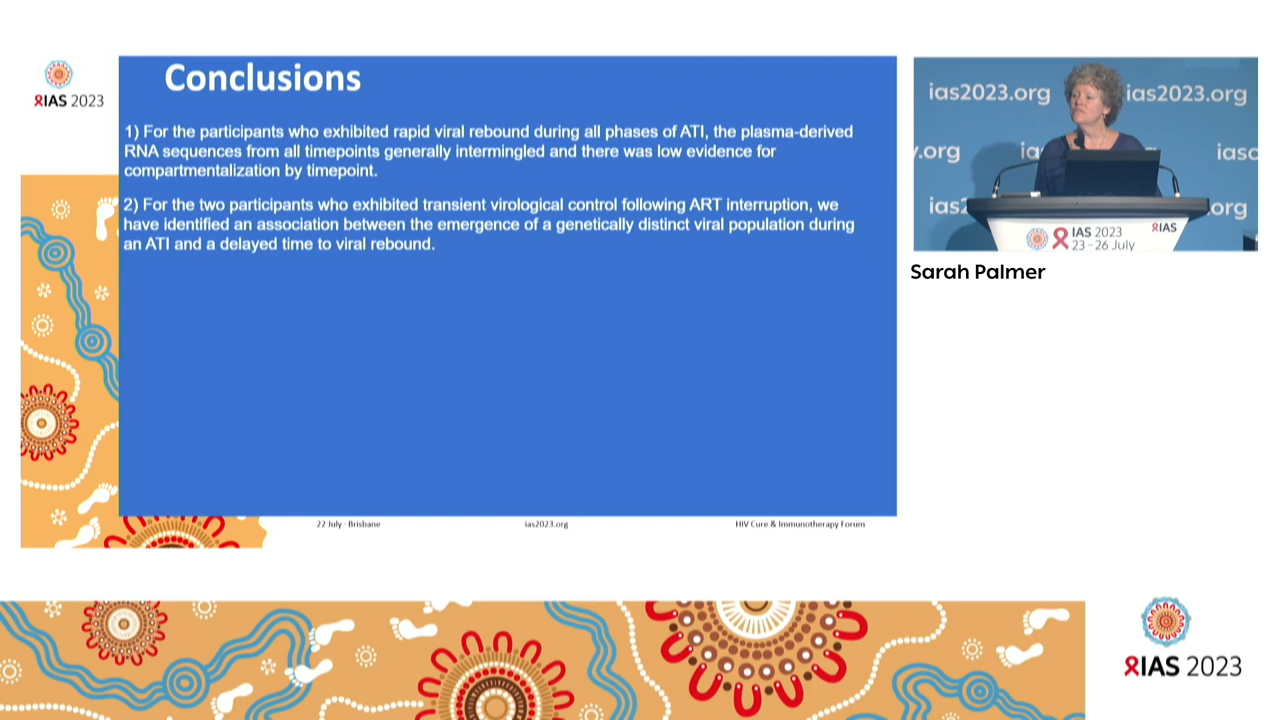 IAS 2023
Conclusions
1) For the participants who exhibited rapid viral rebound during all phases of ATI, the plasma-derived
RNA sequences from all timepoints generally intermingled and there was low evidence for
compartmentalization by timepoint.
2) For the two participants who exhibited transient virological control following ART interruption, we
have identified an association between the emergence of a genetically distinct viral population during
an ATI and a delayed time to viral rebound.
22 July - Brisbane
ias2023.org
HIV Cure & Immunotherapy Forum
ias2023.org
ias2023.org
.org
IAS 2023
23–26 July
IAS
.org
Sarah Palmer
IAS 2023